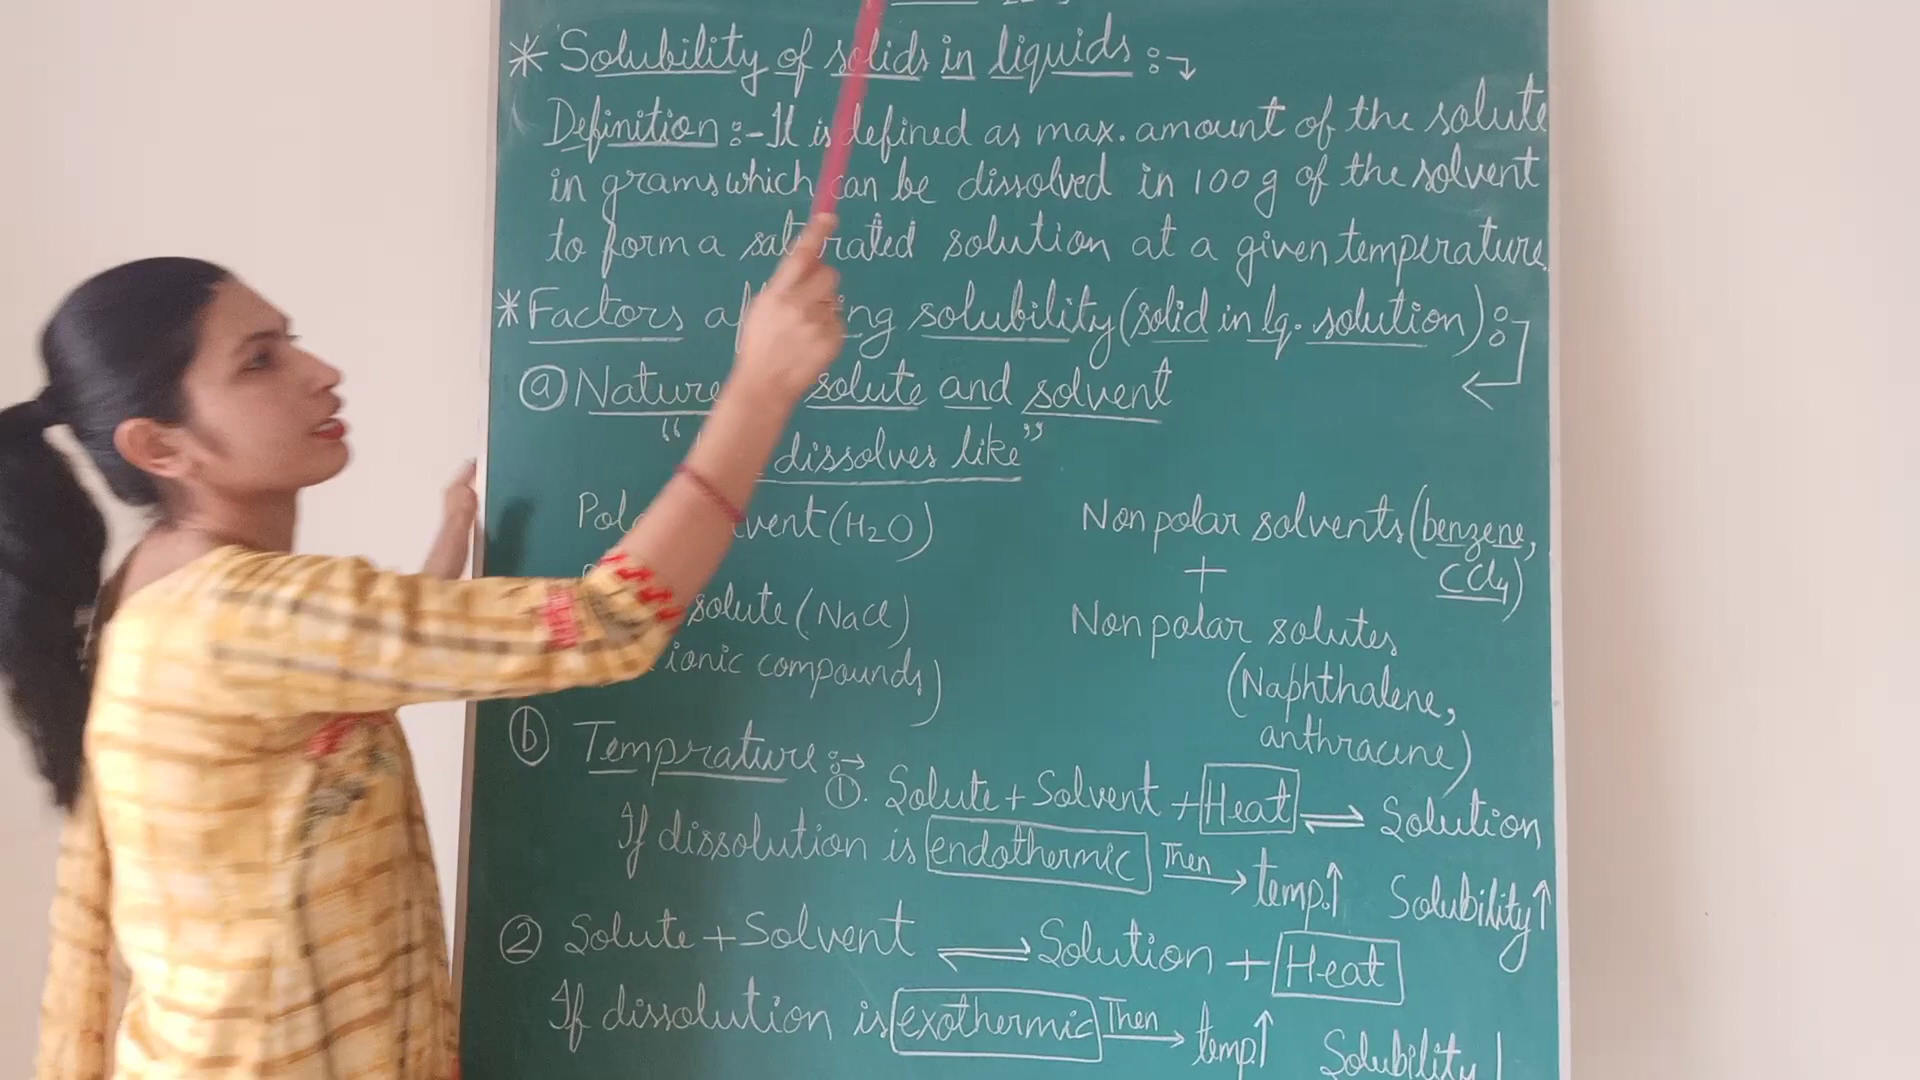 * Solubility of solids in liquids :
Definition :- It is defined as max. amount of the solute
in grams which can be dissolved in 100 g of the solvent
to form a saturated solution at a given temperature.
* Factors affecting solubility (solid in lq. solution) :
(a) Nature solute and solvent
" dissolves like"
Polar solvent (H2O)
solute (NaCl)
ionic compounds)
Non polar solvents (benzene,
CCl4)
+
Non polar solutes
(Naphthalene,
anthracene)
(b) Temprature :→
①. Solute + Solvent + Heat ⇌ Solution
If dissolution is endothermic Then → temp.↑ Solubility↑
② Solute + Solvent ⇌ Solution + Heat
If dissolution is exothermic Then → temp.↑ Solubility